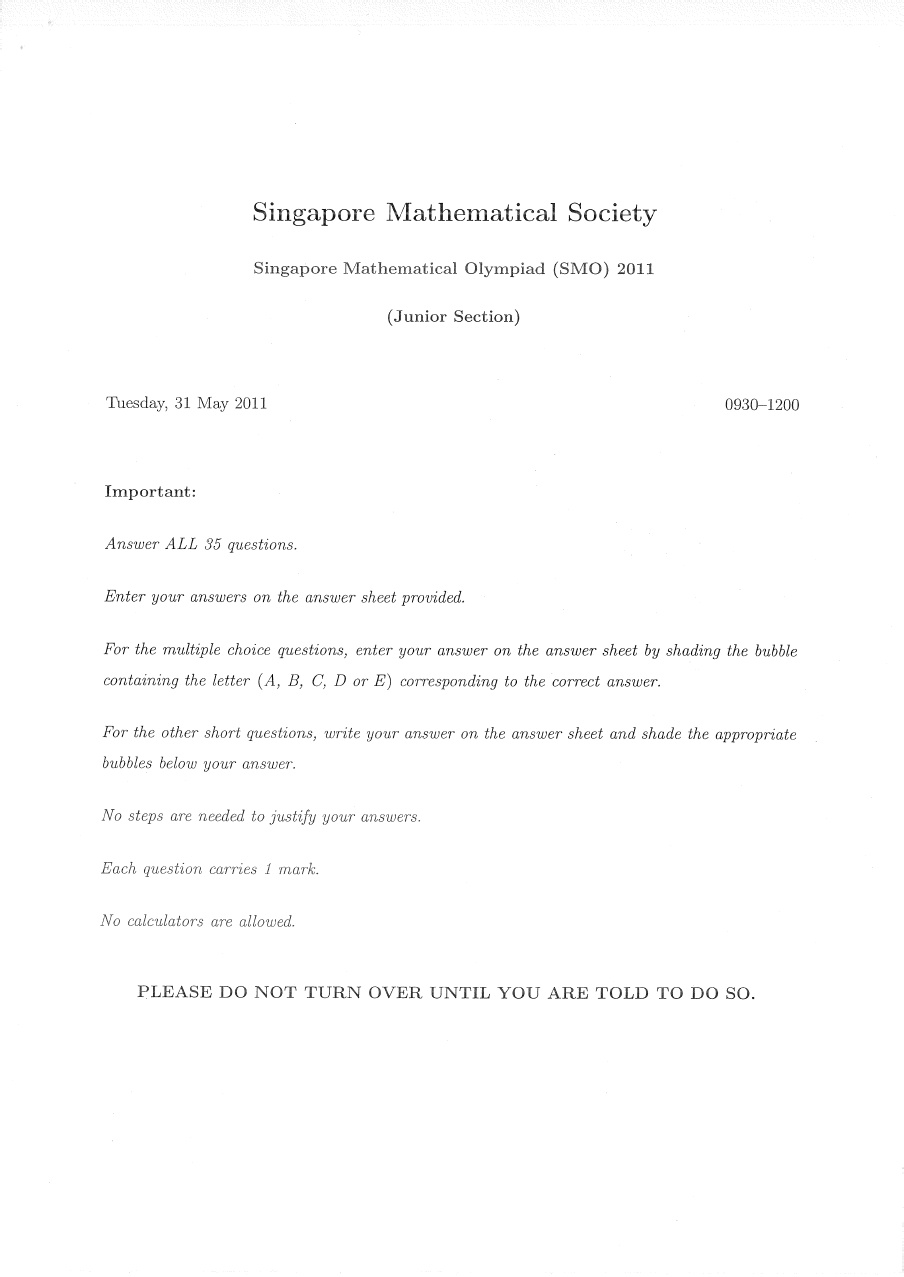 Singapore Mathematical Society
Singapore Mathematical Olympiad (SMO) 2011
(Junior Section)
Tuesday, 31 May 2011 0930–1200
Important:
Answer ALL 35 questions.
Enter your answers on the answer sheet provided.
For the multiple choice questions, enter your answer on the answer sheet by shading the bubble
containing the letter (A, B, C, D or E) corresponding to the correct answer.
For the other short questions, write your answer on the answer sheet and shade the appropriate
bubbles below your answer.
No steps are needed to justify your answers.
Each question carries 1 mark.
No calculators are allowed.
PLEASE DO NOT TURN OVER UNTIL YOU ARE TOLD TO DO SO.